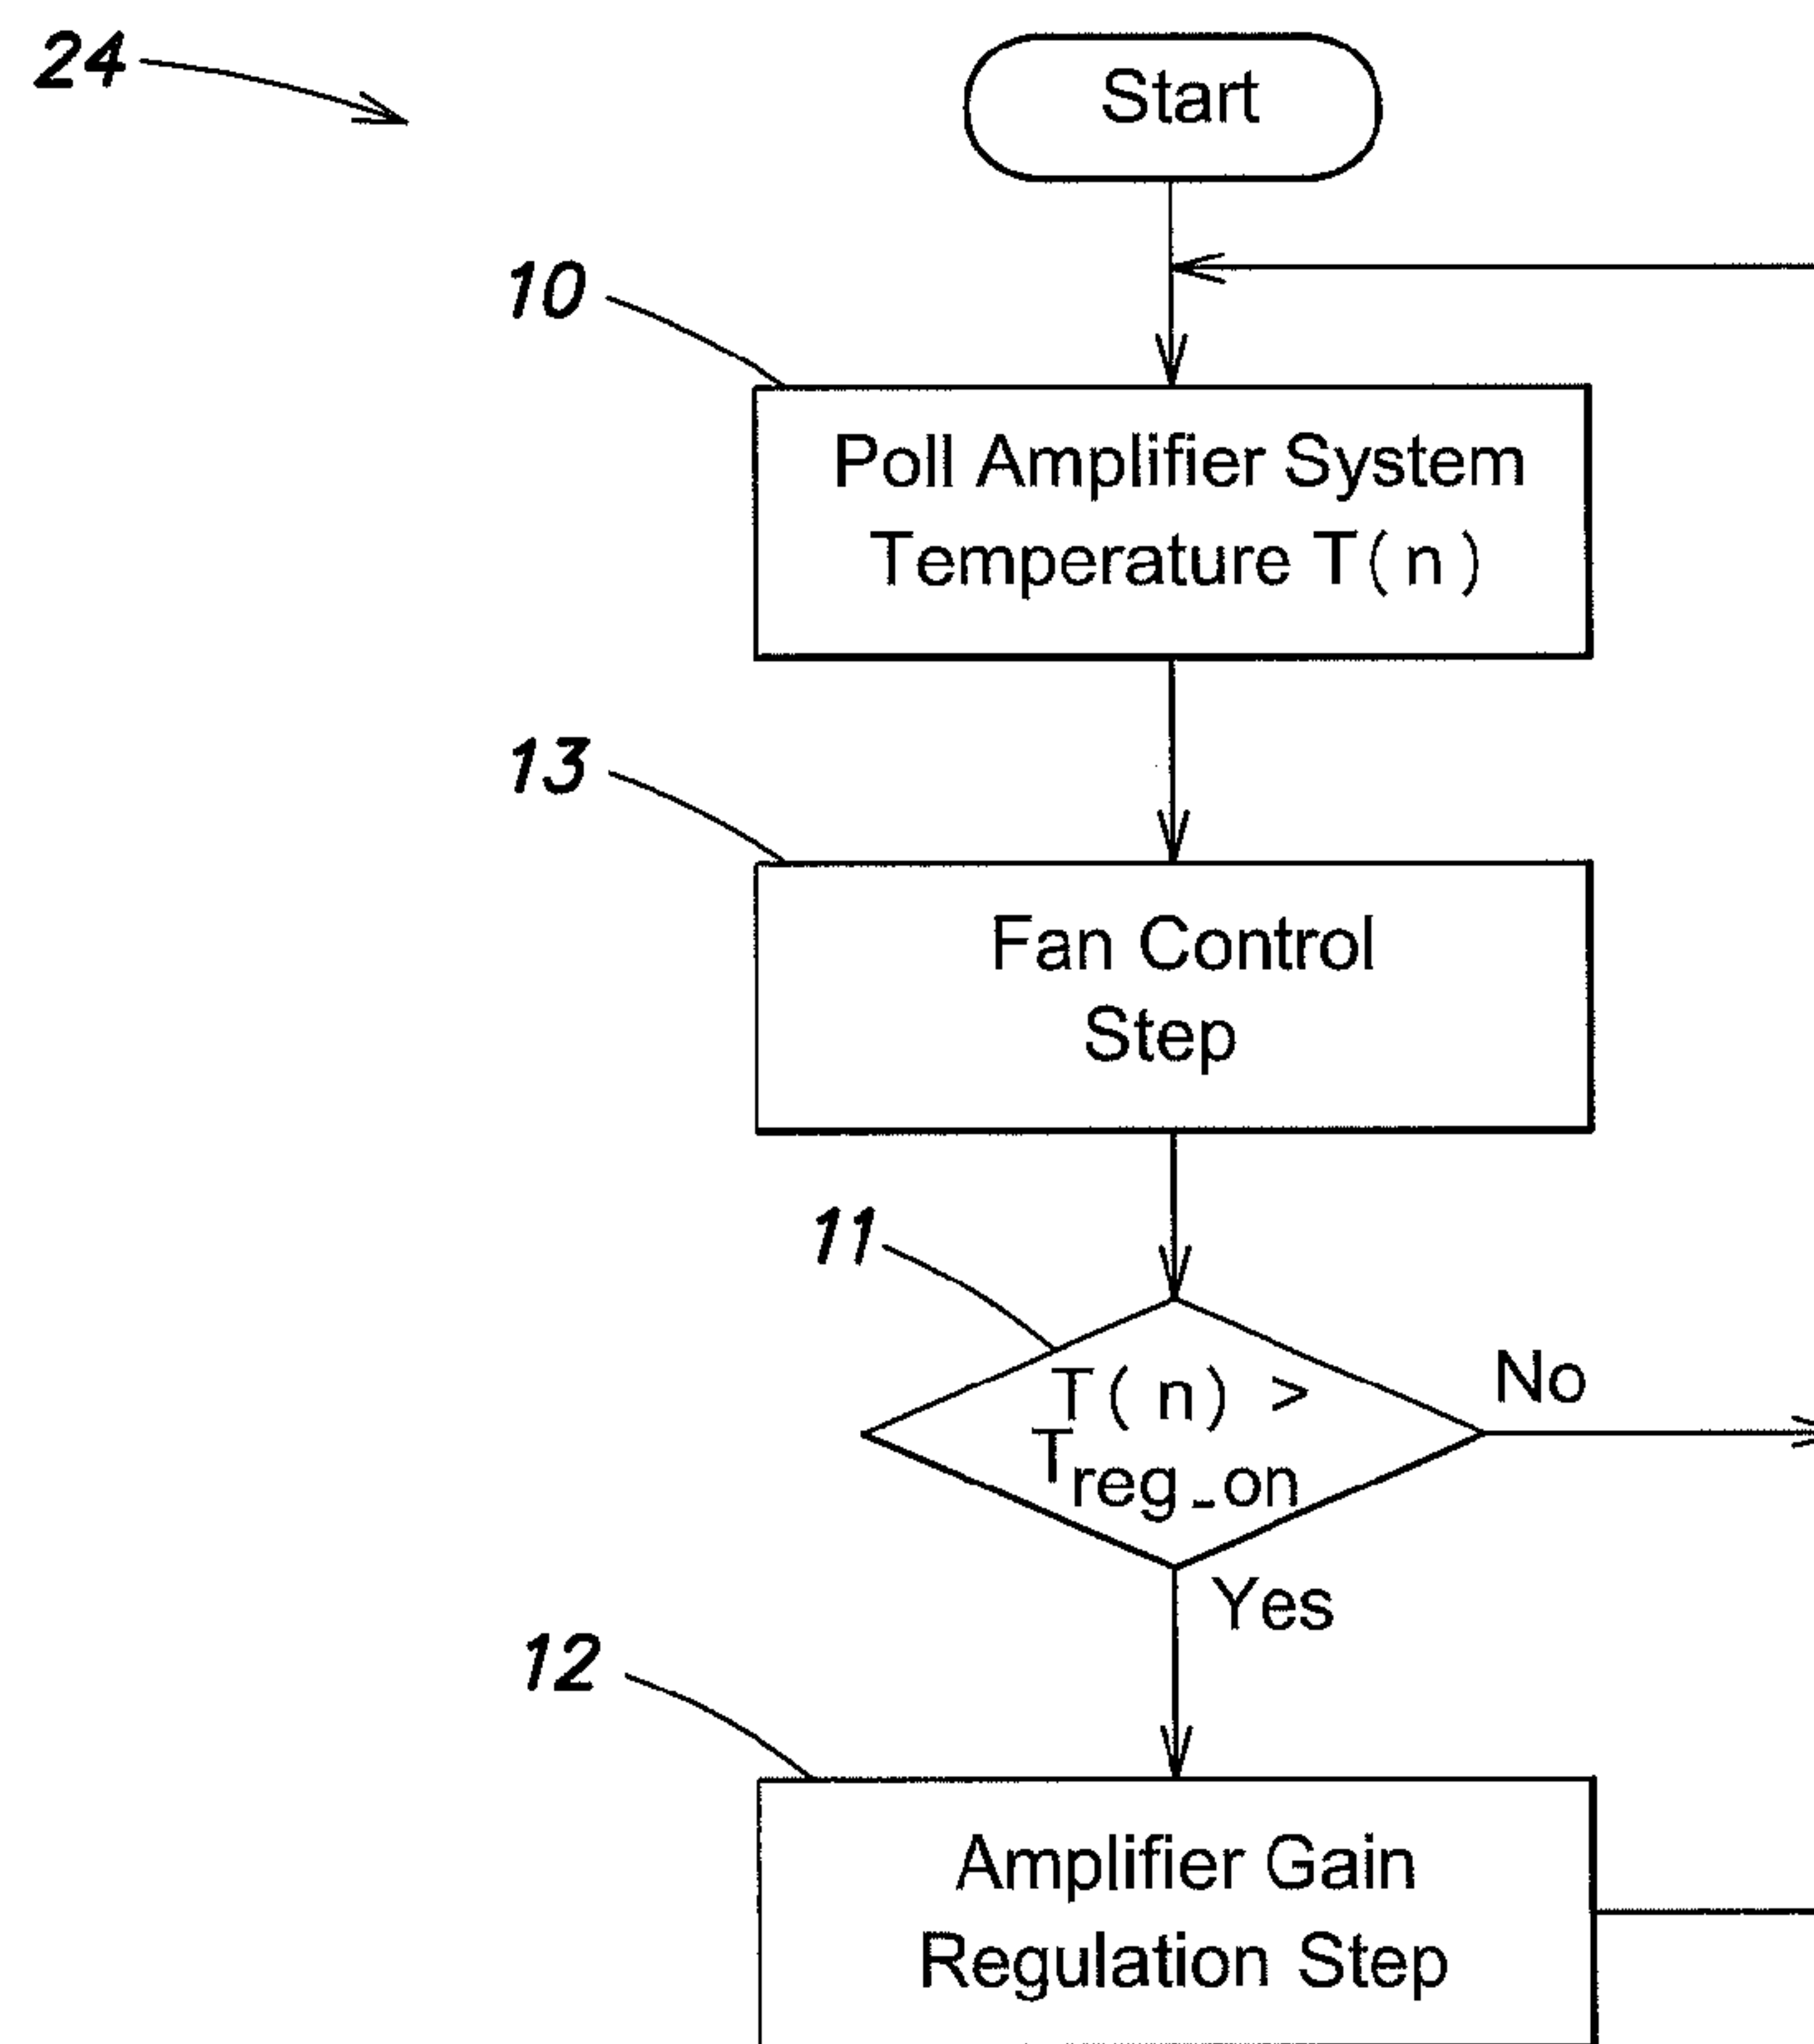 24
Start
10
Poll Amplifier System
Temperature T(n)
13
Fan Control
Step
11
T(n) >
Treg_on
No
Yes
12
Amplifier Gain
Regulation Step